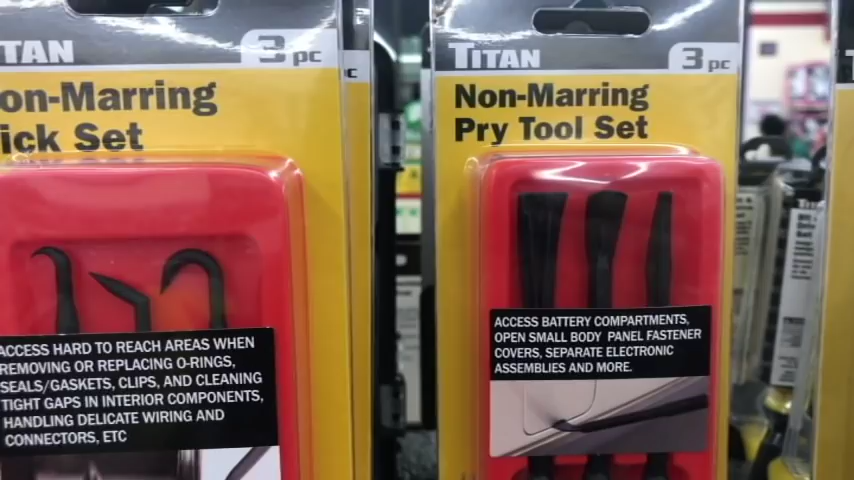 TITAN
3 pc
on-Marring
ick Set
ACCESS HARD TO REACH AREAS WHEN
REMOVING OR REPLACING O-RINGS,
SEALS/GASKETS, CLIPS, AND CLEANING
TIGHT GAPS IN INTERIOR COMPONENTS,
HANDLING DELICATE WIRING AND
CONNECTORS, ETC
TITAN
3 pc
Non-Marring
Pry Tool Set
ACCESS BATTERY COMPARTMENTS,
OPEN SMALL BODY PANEL FASTENER
COVERS, SEPARATE ELECTRONIC
ASSEMBLIES AND MORE.